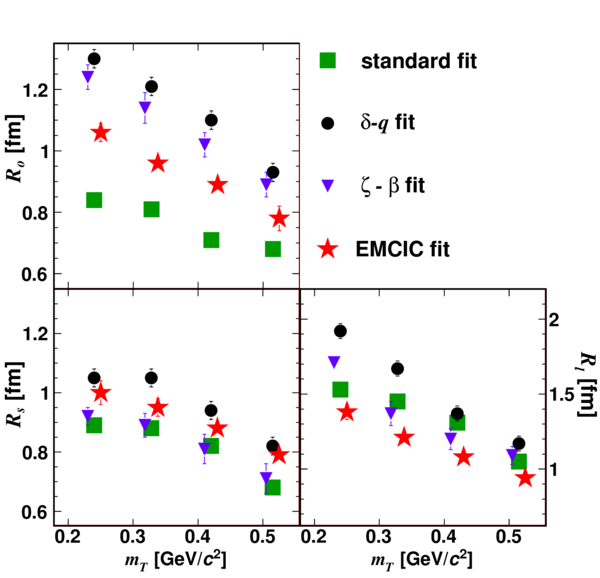 1.2
1
0.8
0.6
R_o [fm]
standard fit
δ-q fit
ζ - β fit
EMCIC fit
1.2
1
0.8
0.6
R_s [fm]
0.2 0.3 0.4 0.5
m_T [GeV/c²]
2
1.5
1
R_l [fm]
0.2 0.3 0.4 0.5
m_T [GeV/c²]